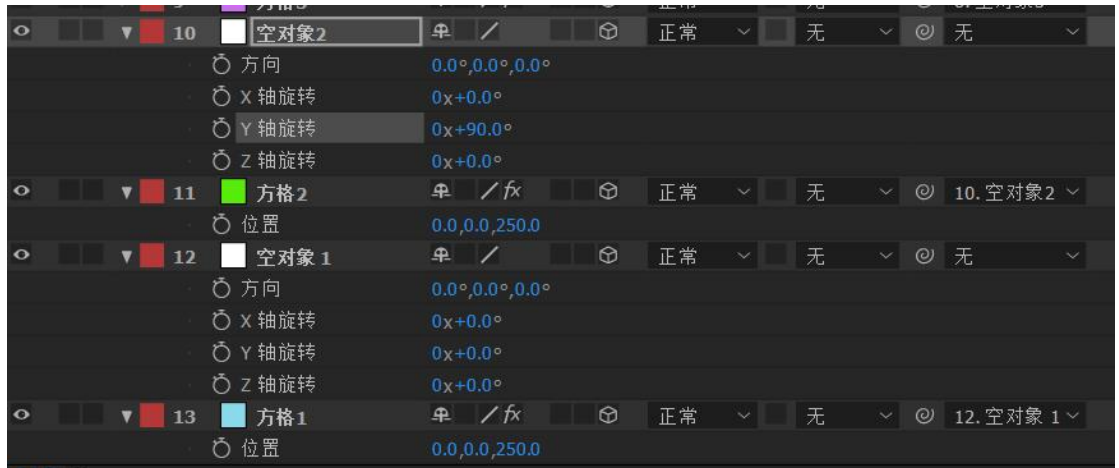 10 空对象2 fx 正常 无 无
方向 0.0°,0.0°,0.0°
X 轴旋转 0x+0.0°
Y 轴旋转 0x+90.0°
Z 轴旋转 0x+0.0°
11 方格2 fx 正常 无 10. 空对象2
位置 0.0,0.0,250.0
12 空对象 1 正常 无 无
方向 0.0°,0.0°,0.0°
X 轴旋转 0x+0.0°
Y 轴旋转 0x+0.0°
Z 轴旋转 0x+0.0°
13 方格1 fx 正常 无 12. 空对象 1
位置 0.0,0.0,250.0